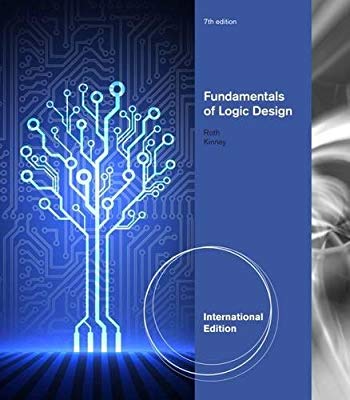 7th edition
Fundamentals
of Logic Design
Roth
Kinney
International
Edition